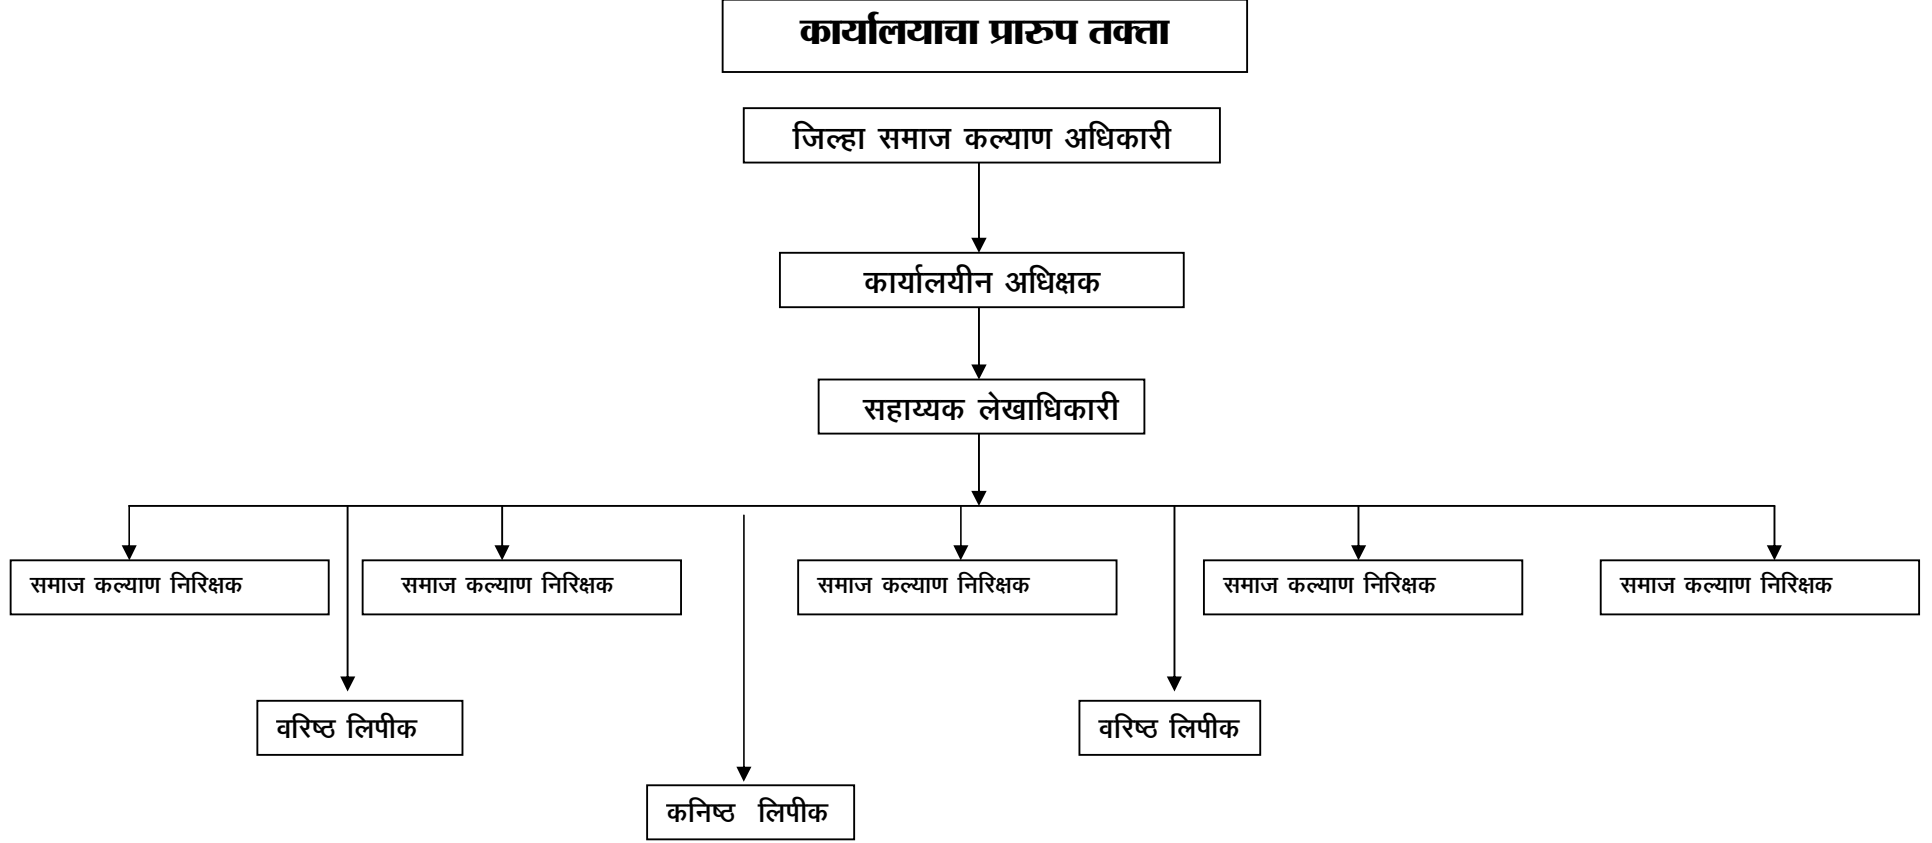 कार्यालयाचा प्रारुप तक्ता
जिल्हा समाज कल्याण अधिकारी
कार्यालयीन अधिक्षक
सहाय्यक लेखाधिकारी
समाज कल्याण निरिक्षक
समाज कल्याण निरिक्षक
समाज कल्याण निरिक्षक
समाज कल्याण निरिक्षक
समाज कल्याण निरिक्षक
वरिष्ठ लिपीक
वरिष्ठ लिपीक
कनिष्ठ लिपीक